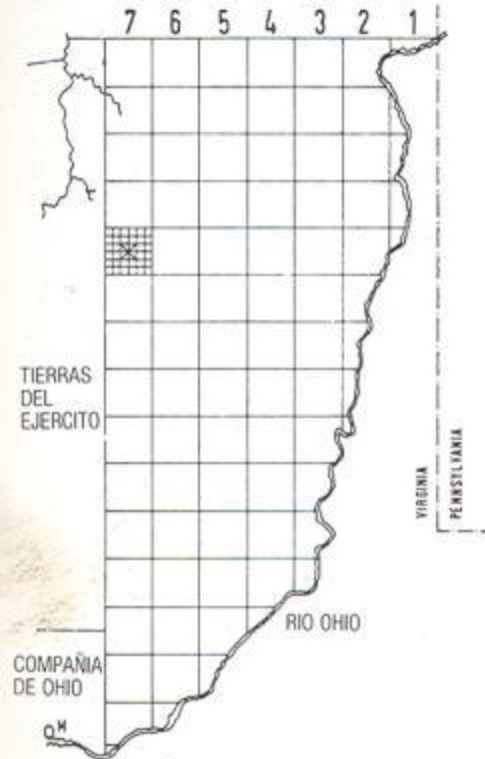 7 6 5 4 3 2 1
TIERRAS
DEL
EJERCITO
VIRGINIA
PENNSYLVANIA
RIO OHIO
COMPAÑIA
DE OHIO